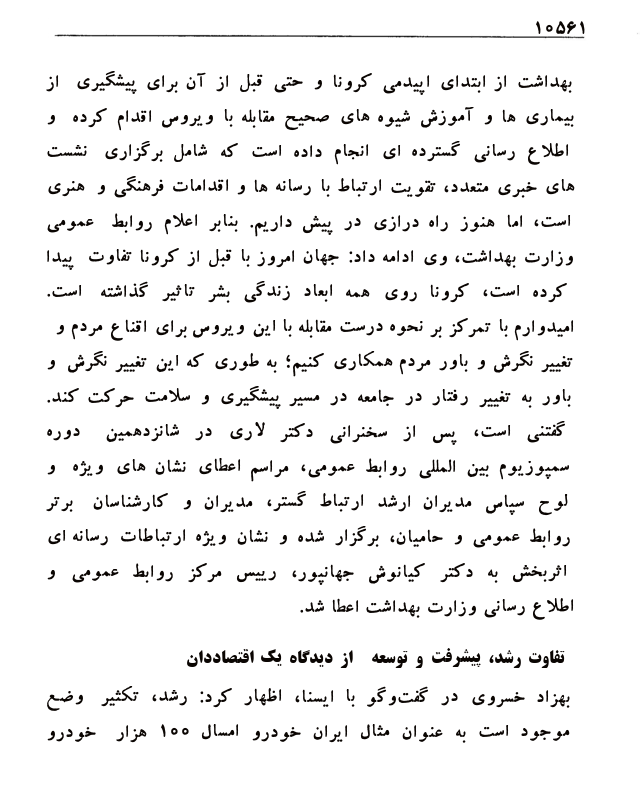 ۱۰۵۶۱
بهداشت از ابتدای اپیدمی کرونا و حتی قبل از آن برای پیشگیری از
بیماری ها و آموزش شیوه های صحیح مقابله با ویروس اقدام کرده و
اطلاع رسانی گسترده ای انجام داده است که شامل برگزاری نشست
های خبری متعدد، تقویت ارتباط با رسانه ها و اقدامات فرهنگی و هنری
است، اما هنوز راه درازی در پیش داریم. بنابر اعلام روابط عمومی
وزارت بهداشت، وی ادامه داد: جهان امروز با قبل از کرونا تفاوت پیدا
کرده است، کرونا روی همه ابعاد زندگی بشر تاثیر گذاشته است.
امیدوارم با تمرکز بر نحوه درست مقابله با این ویروس برای اقناع مردم و
تغییر نگرش و باور مردم همکاری کنیم؛ به طوری که این تغییر نگرش و
باور به تغییر رفتار در جامعه در مسیر پیشگیری و سلامت حرکت کند.
گفتنی است، پس از سخنرانی دکتر لاری در شانزدهمین دوره
سمپوزیوم بین المللی روابط عمومی، مراسم اعطای نشان های ویژه و
لوح سپاس مدیران ارشد ارتباط گستر، مدیران و کارشناسان برتر
روابط عمومی و حامیان، برگزار شده و نشان ویژه ارتباطات رسانه ای
اثربخش به دکتر کیانوش جهانپور، رییس مرکز روابط عمومی و
اطلاع رسانی وزارت بهداشت اعطا شد.
تفاوت رشد، پیشرفت و توسعه از دیدگاه یک اقتصاددان
بهزاد خسروی در گفت‌وگو با ایسنا، اظهار کرد: رشد، تکثیر وضع
موجود است به عنوان مثال ایران خودرو امسال ۱۰۰ هزار خودرو